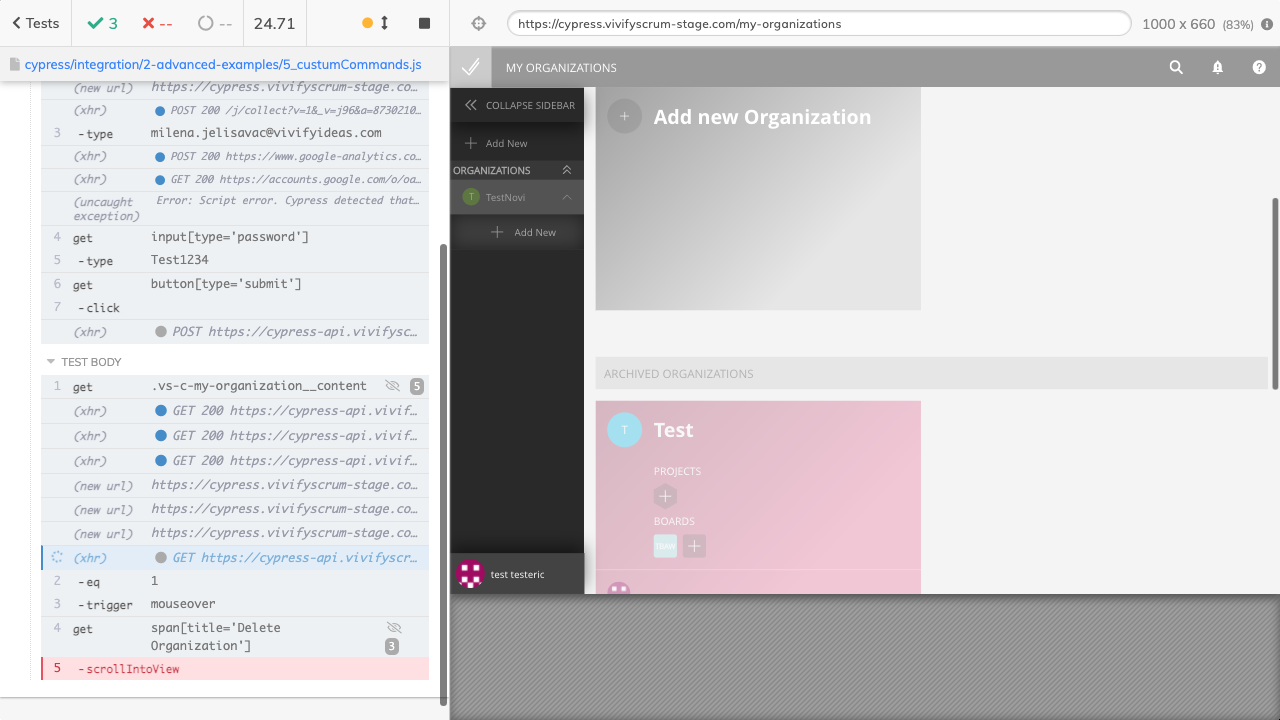 Tests
3
--
--
24.71
https://cypress.vivifyscrum-stage.com/my-organizations
1000 x 660 (83%)
cypress/integration/2-advanced-examples/5_custumCommands.js
(new url) https://cypress.vivifyscrum-stage.co…
(xhr) POST 200 /j/collect?v=1&_v=j96&a=8730210…
3 -type milena.jelisavac@vivifyideas.com
(xhr) POST 200 https://www.google-analytics.co…
(xhr) GET 200 https://accounts.google.com/o/oa…
(uncaught exception) Error: Script error. Cypress detected that…
4 get input[type='password']
5 -type Test1234
6 get button[type='submit']
7 -click
(xhr) POST https://cypress-api.vivifysc…
TEST BODY
1 get .vs-c-my-organization__content 5
(xhr) GET 200 https://cypress-api.vivif…
(xhr) GET 200 https://cypress-api.vivif…
(xhr) GET 200 https://cypress-api.vivif…
(new url) https://cypress.vivifyscrum-stage.co…
(new url) https://cypress.vivifyscrum-stage.co…
(new url) https://cypress.vivifyscrum-stage.co…
(xhr) GET https://cypress-api.vivifyscr…
2 -eq 1
3 -trigger mouseover
4 get span[title='Delete
Organization'] 3
5 -scrollIntoView
MY ORGANIZATIONS
COLLAPSE SIDEBAR
Add New
ORGANIZATIONS
T TestNovi
Add New
test testeric
Add new Organization
ARCHIVED ORGANIZATIONS
T Test
PROJECTS
BOARDS